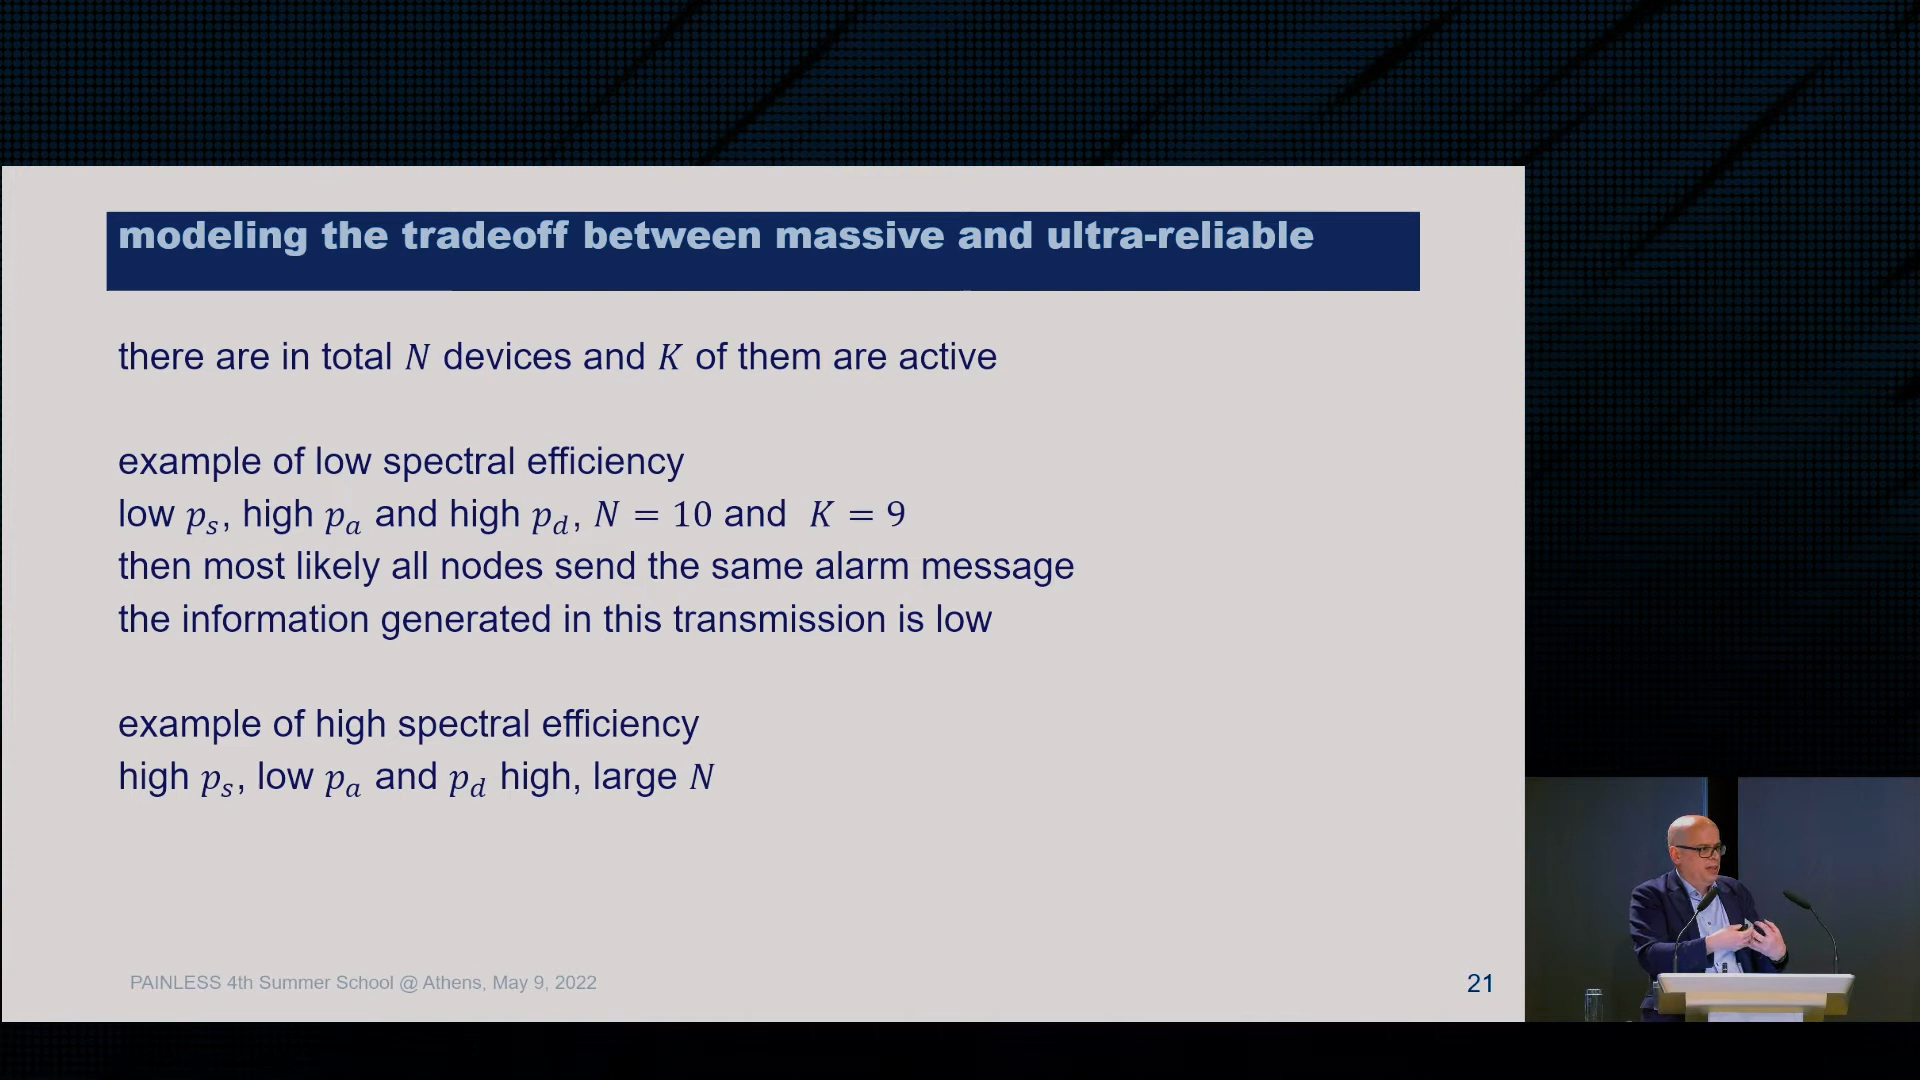 modeling the tradeoff between massive and ultra-reliable
there are in total N devices and K of them are active
example of low spectral efficiency
low pₛ, high pₐ and high p_d, N = 10 and K = 9
then most likely all nodes send the same alarm message
the information generated in this transmission is low
example of high spectral efficiency
high pₛ, low pₐ and p_d high, large N
PAINLESS 4th Summer School @ Athens, May 9, 2022
21